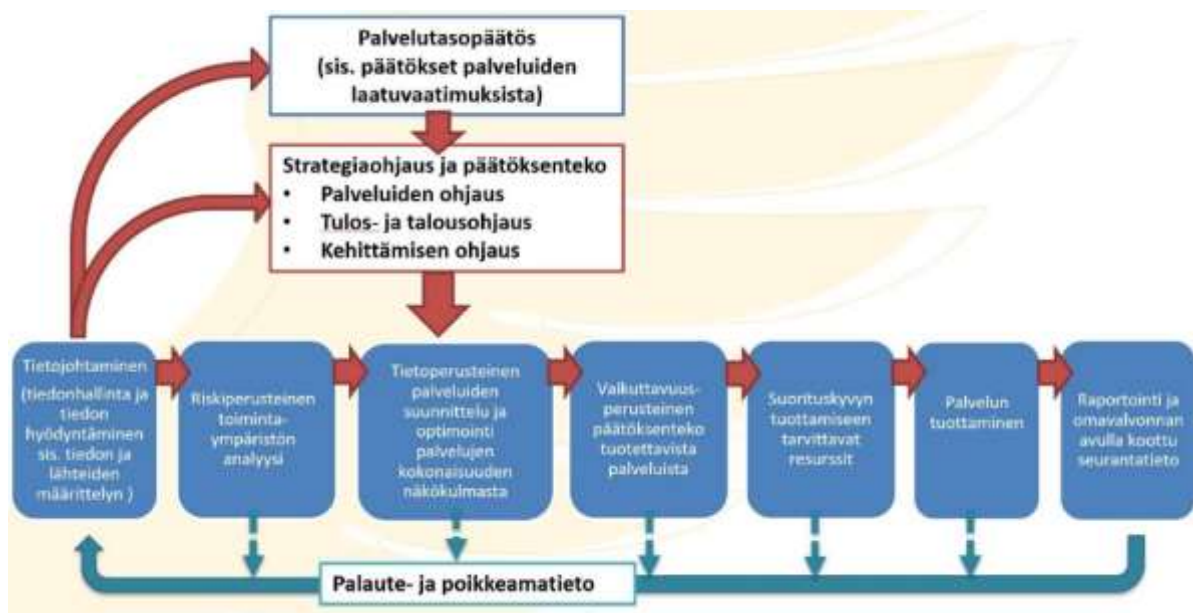 Palvelutasopäätös
(sis. päätökset palveluiden
laatuvaatimuksista)
Strategiaohjaus ja päätöksenteko
• Palveluiden ohjaus
• Tulos- ja talousohjaus
• Kehittämisen ohjaus
Tietojohtaminen
(tiedonhallinta ja
tiedon
hyödyntäminen
sis. tiedon ja
lähteiden
määrittelyn )
Riskiperusteinen
toiminta-
ympäristön
analyysi
Tietoperusteinen
palveluiden
suunnittelu ja
optimointi
palvelujen
kokonaisuuden
näkökulmasta
Vaikuttavuus-
perusteinen
päätöksenteko
tuotettavista
palveluista
Suorituskyvyn
tuottamiseen
tarvittavat
resurssit
Palvelun
tuottaminen
Raportointi ja
omavalvonnan
avulla koottu
seurantatieto
Palaute- ja poikkeamatieto